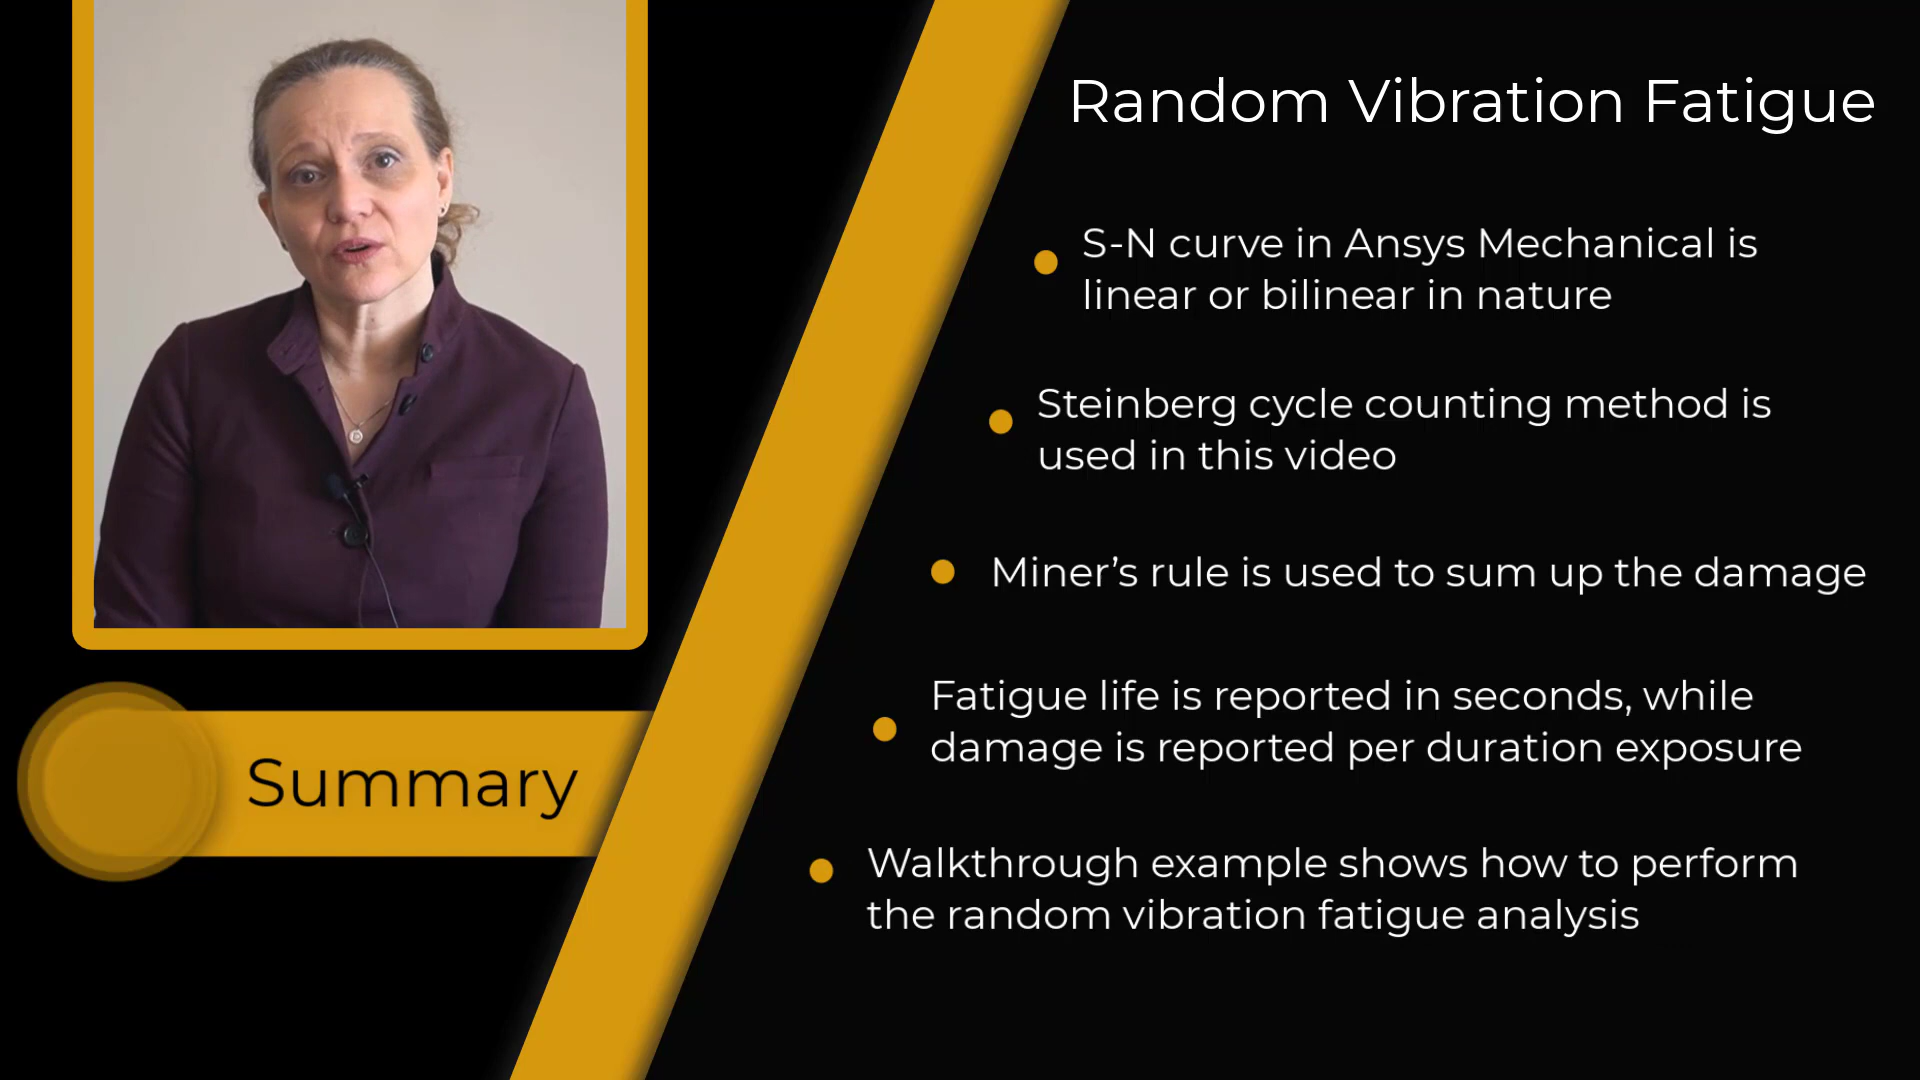 Random Vibration Fatigue
S-N curve in Ansys Mechanical is
linear or bilinear in nature
Steinberg cycle counting method is
used in this video
Miner’s rule is used to sum up the damage
Fatigue life is reported in seconds, while
damage is reported per duration exposure
Walkthrough example shows how to perform
the random vibration fatigue analysis
Summary